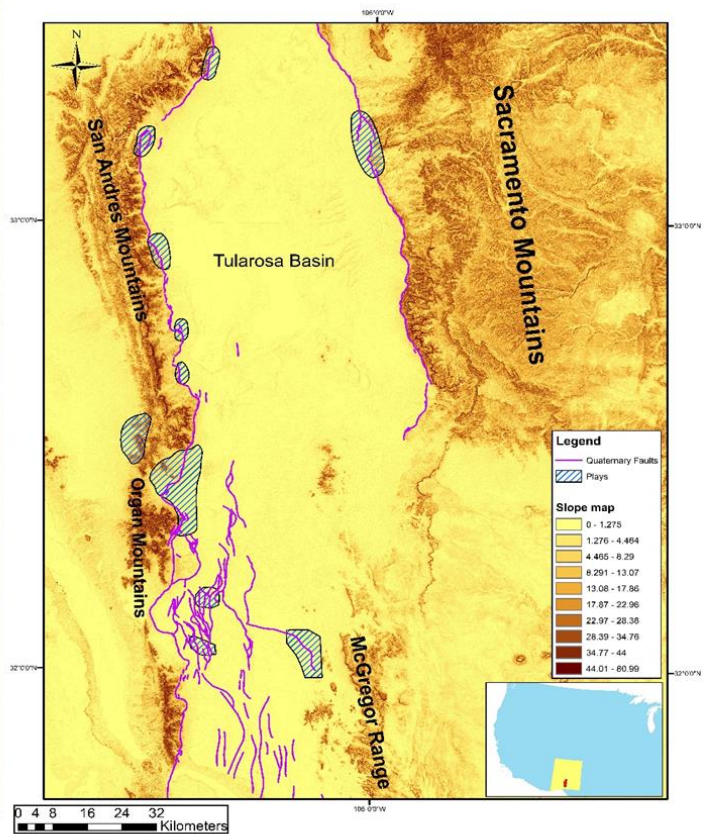 106°0'0"W
N
San Andres Mountains
Sacramento Mountains
33°0'0"N
33°0'0"N
Tularosa Basin
Organ Mountains
McGregor Range
32°0'0"N
32°0'0"N
Legend
Quaternary Faults
Plays
Slope map
0 - 1.275
1.276 - 4.464
4.465 - 8.29
8.291 - 13.07
13.08 - 17.86
17.87 - 22.96
22.97 - 28.38
28.39 - 34.76
34.77 - 44
44.01 - 80.99
106°0'0"W
0 4 8 16 24 32
Kilometers